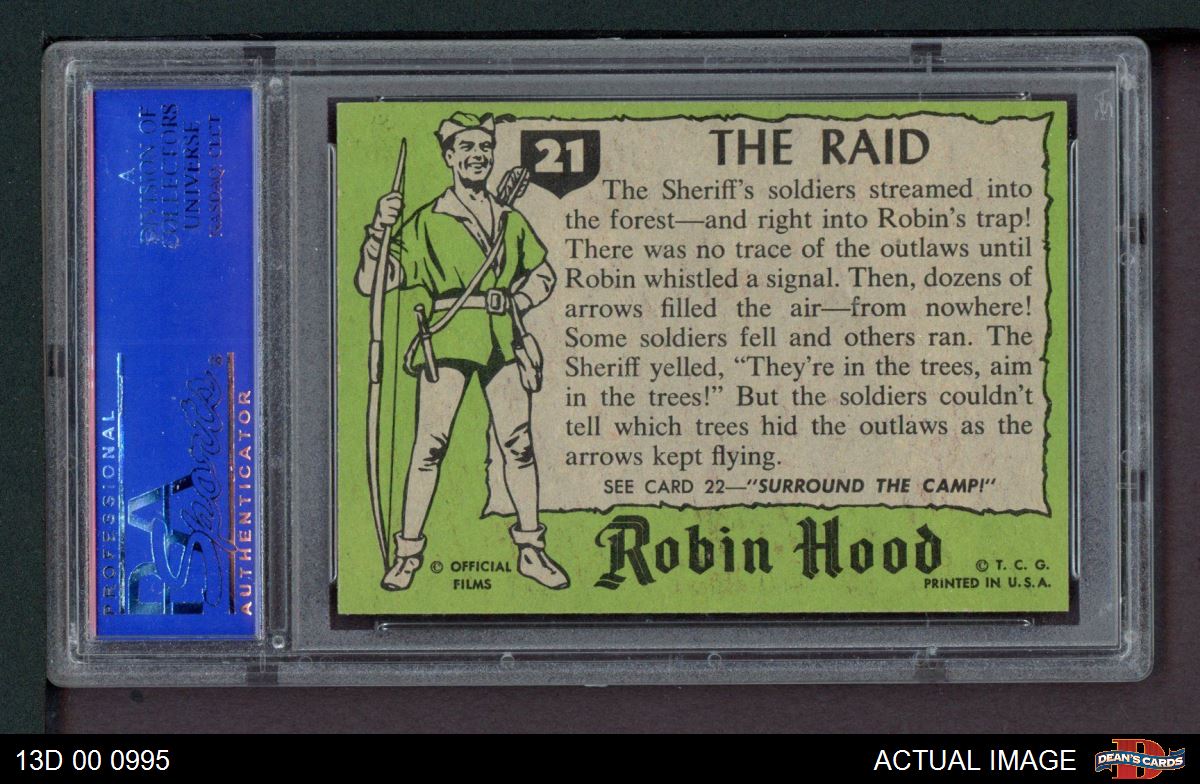 A
DIVISION OF
COLLECTORS
UNIVERSE
NASDAQ: CLCT
PROFESSIONAL
PSA
Sports
AUTHENTICATOR
21
THE RAID
The Sheriff's soldiers streamed into
the forest—and right into Robin's trap!
There was no trace of the outlaws until
Robin whistled a signal. Then, dozens of
arrows filled the air—from nowhere!
Some soldiers fell and others ran. The
Sheriff yelled, "They're in the trees, aim
in the trees!" But the soldiers couldn't
tell which trees hid the outlaws as the
arrows kept flying.
SEE CARD 22—"SURROUND THE CAMP!"
Robin Hood
© OFFICIAL
FILMS
© T. C. G.
PRINTED IN U.S.A.
13D 00 0995
ACTUAL IMAGE
D
DEAN'S CARDS